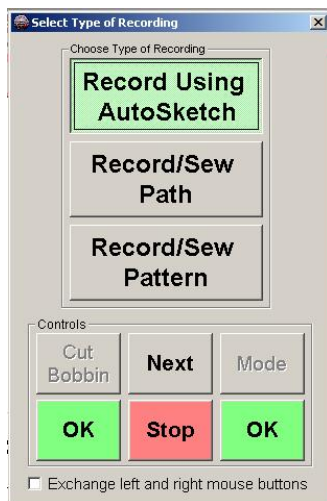 Select Type of Recording
Choose Type of Recording
Record Using
AutoSketch
Record/Sew
Path
Record/Sew
Pattern
Controls
Cut
Bobbin
Next
Mode
OK
Stop
OK
Exchange left and right mouse buttons